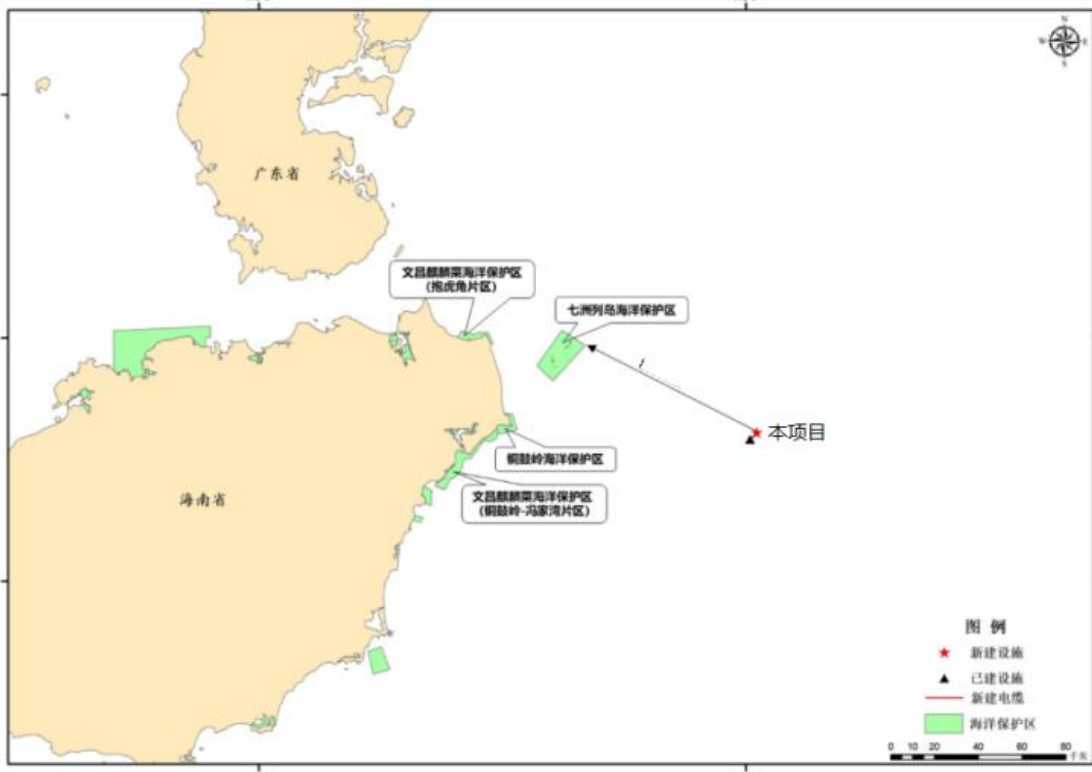 N
W
E
S
广东省
文昌麒麟菜海洋保护区
(抱虎角片区)
七洲列岛海洋保护区
本项目
铜鼓岭海洋保护区
文昌麒麟菜海洋保护区
(铜鼓岭-冯家湾片区)
海南省
图 例
新建设施
已建设施
新建电缆
海洋保护区
0 10 20 40 60 80
千米